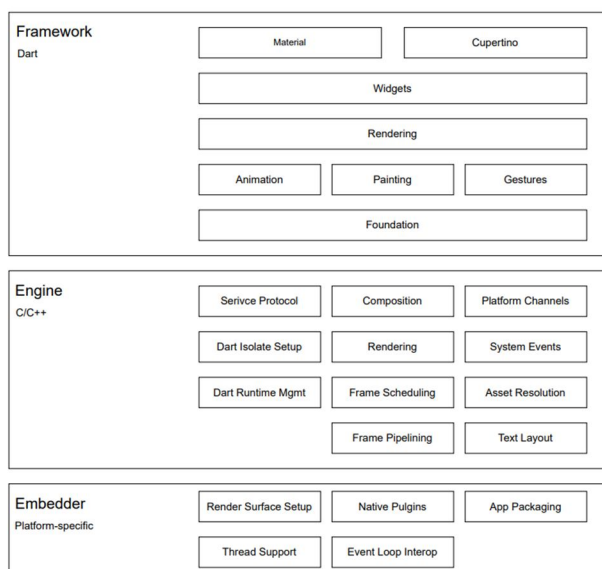 Framework
Dart
Material
Cupertino
Widgets
Rendering
Animation
Painting
Gestures
Foundation
Engine
C/C++
Serivce Protocol
Composition
Platform Channels
Dart Isolate Setup
Rendering
System Events
Dart Runtime Mgmt
Frame Scheduling
Asset Resolution
Frame Pipelining
Text Layout
Embedder
Platform-specific
Render Surface Setup
Native Pulgins
App Packaging
Thread Support
Event Loop Interop